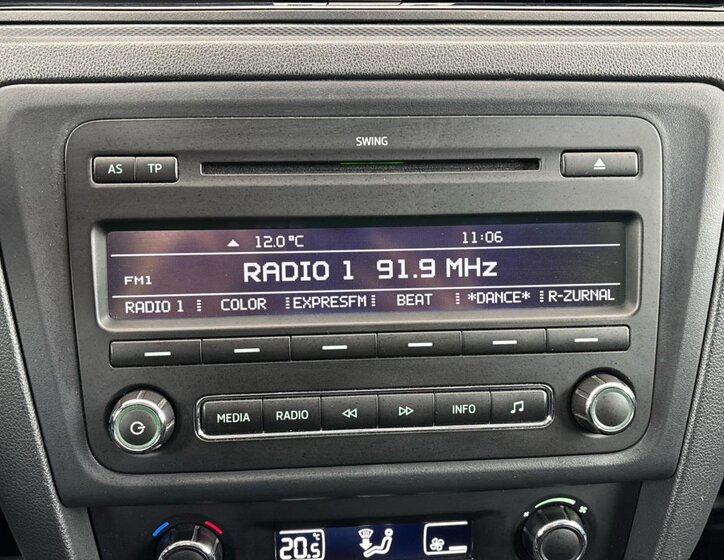 SWING
AS TP
12.0 °C 11:06
FM1 RADIO 1 91.9 MHz
RADIO 1 COLOR EXPRESFM BEAT *DANCE* R-ZURNAL
MEDIA RADIO INFO
20.5 °C